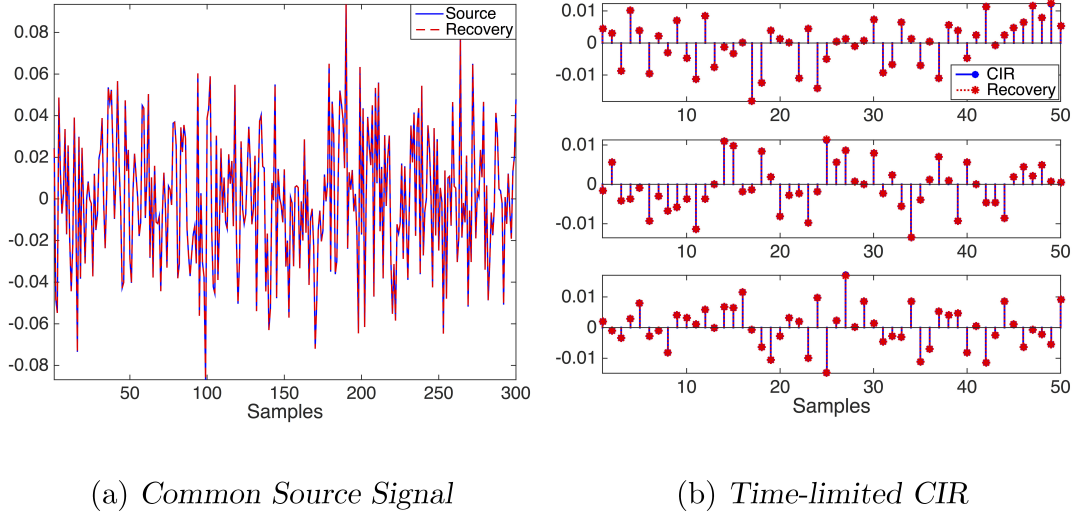 0.08
0.06
0.04
0.02
0
-0.02
-0.04
-0.06
-0.08
Source
Recovery
50 100 150 200 250 300
Samples
(a) Common Source Signal
0.01
0
-0.01
CIR
Recovery
10 20 30 40 50
0.01
0
-0.01
10 20 30 40 50
0.01
0
-0.01
10 20 30 40 50
Samples
(b) Time-limited CIR